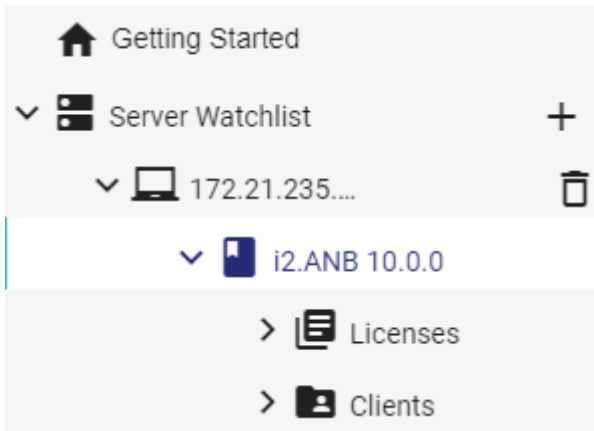 Getting Started
Server Watchlist
172.21.235....
i2.ANB 10.0.0
Licenses
Clients